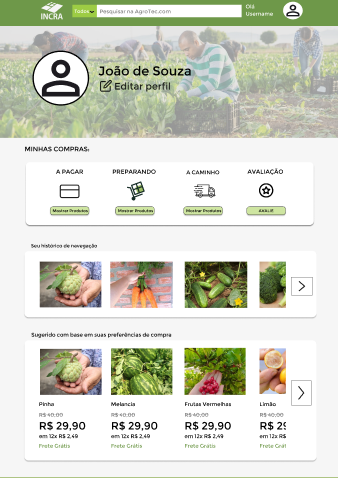 INCRA
Todos
Pesquisar na AgroTec.com
Olá
Username
João de Souza
Editar perfil
MINHAS COMPRAS:
A PAGAR PREPARANDO A CAMINHO AVALIAÇÃO
Mostrar Produtos Mostrar Produtos Mostrar Produtos AVALIE
Seu histórico de navegação
Sugerido com base em suas preferências de compra
Pinha Melancia Frutas Vermelhas Limão
R$ 40,00 R$ 40,00 R$ 40,00 R$ 40,00
R$ 29,90 R$ 29,90 R$ 29,90 R$ 29
em 12x R$ 2,49 em 12x R$ 2,49 em 12x R$ 2,49 em 12x R$
Frete Grátis Frete Grátis Frete Grátis Frete Grát